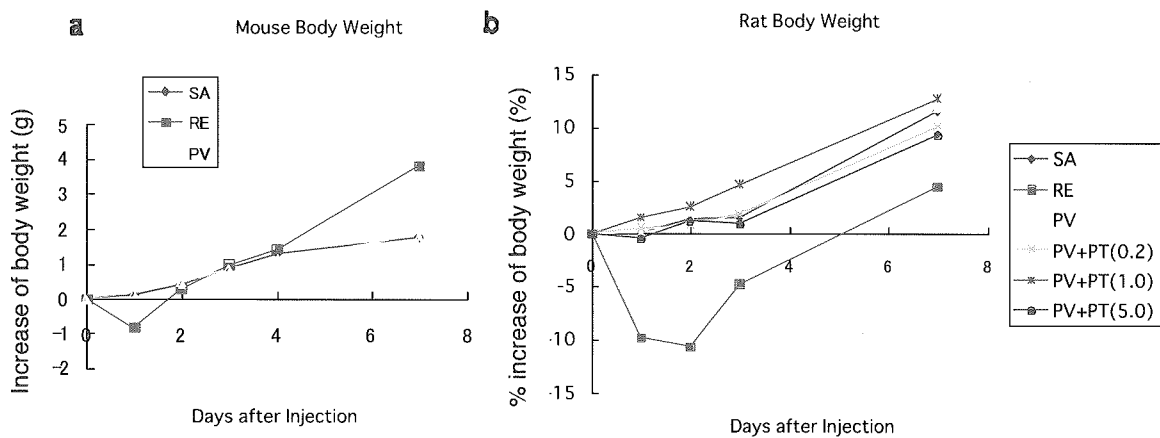 a
Mouse Body Weight
SA
RE
PV
Increase of body weight (g)
5
4
3
2
1
0
-1
-2
0
2
4
6
8
Days after Injection
b
Rat Body Weight
% increase of body weight (%)
15
10
5
0
-5
-10
-15
0
2
4
6
8
Days after Injection
SA
RE
PV
PV+PT(0.2)
PV+PT(1.0)
PV+PT(5.0)